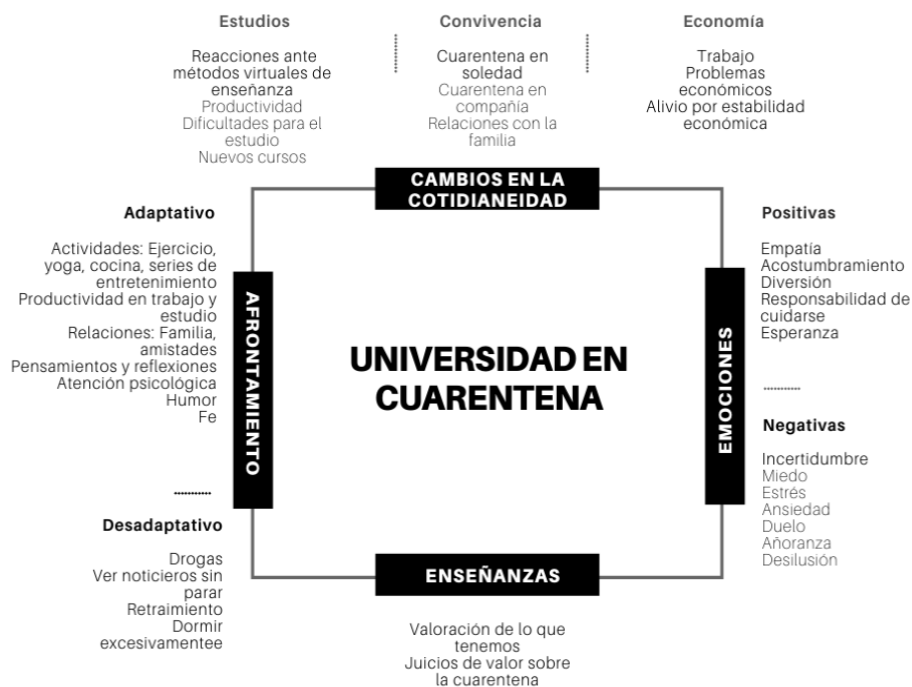 Estudios
Reacciones ante
métodos virtuales de
enseñanza
Productividad
Dificultades para el
estudio
Nuevos cursos
Convivencia
Cuarentena en
soledad
Cuarentena en
compañía
Relaciones con la
familia
Economía
Trabajo
Problemas
económicos
Alivio por estabilidad
económica
CAMBIOS EN LA
COTIDIANEIDAD
Adaptativo
Actividades: Ejercicio,
yoga, cocina, series de
entretenimiento
Productividad en trabajo y
estudio
Relaciones: Familia,
amistades
Pensamientos y reflexiones
Atención psicológica
Humor
Fe
Desadaptativo
Drogas
Ver noticieros sin
parar
Retraimiento
Dormir
excesivamentee
AFRONTAMIENTO
UNIVERSIDAD EN
CUARENTENA
EMOCIONES
Positivas
Empatía
Acostumbramiento
Diversión
Responsabilidad de
cuidarse
Esperanza
Negativas
Incertidumbre
Miedo
Estrés
Ansiedad
Duelo
Añoranza
Desilusión
ENSEÑANZAS
Valoración de lo que
tenemos
Juicios de valor sobre
la cuarentena